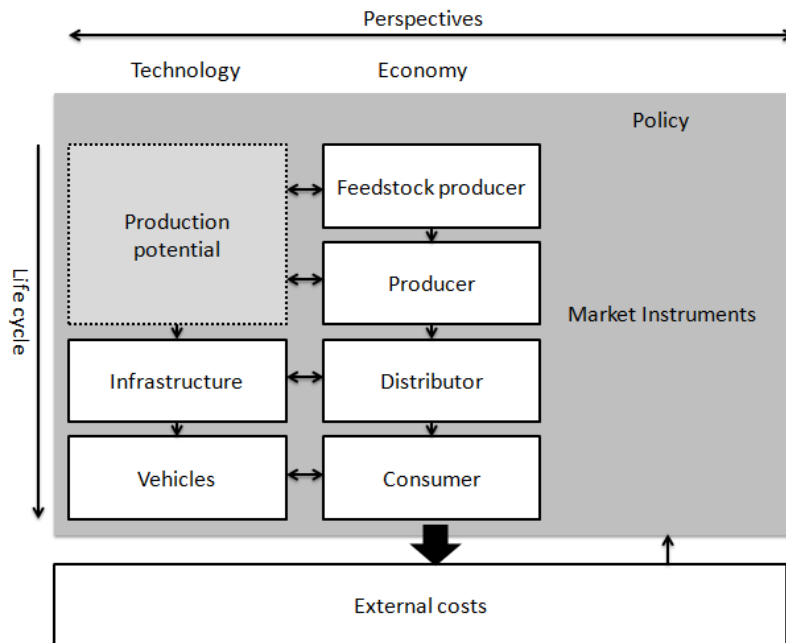 Perspectives
Technology
Economy
Policy
Feedstock producer
Production
potential
Producer
Life cycle
Market Instruments
Infrastructure
Distributor
Vehicles
Consumer
External costs